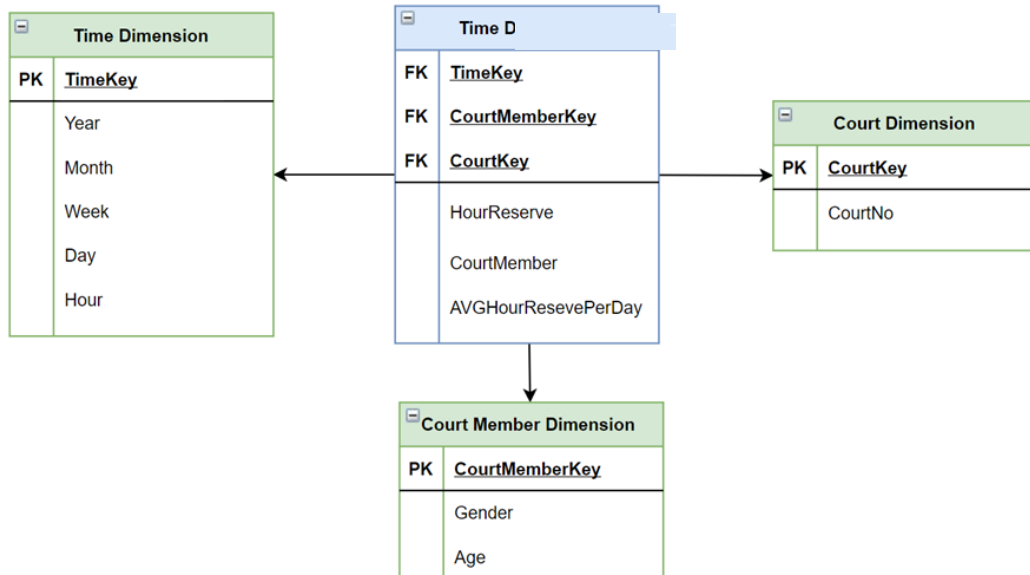 Time Dimension
PK TimeKey
Year
Month
Week
Day
Hour
Time
FK TimeKey
FK CourtMemberKey
FK CourtKey
HourReserve
CourtMember
AVGHourResevePerDay
Court Dimension
PK CourtKey
CourtNo
Court Member Dimension
PK CourtMemberKey
Gender
Age